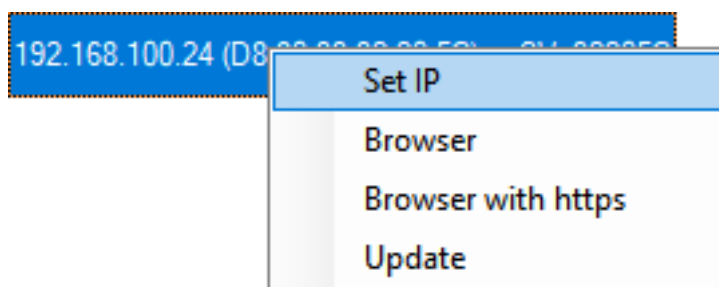 192.168.100.24 (D8
Set IP
Browser
Browser with https
Update